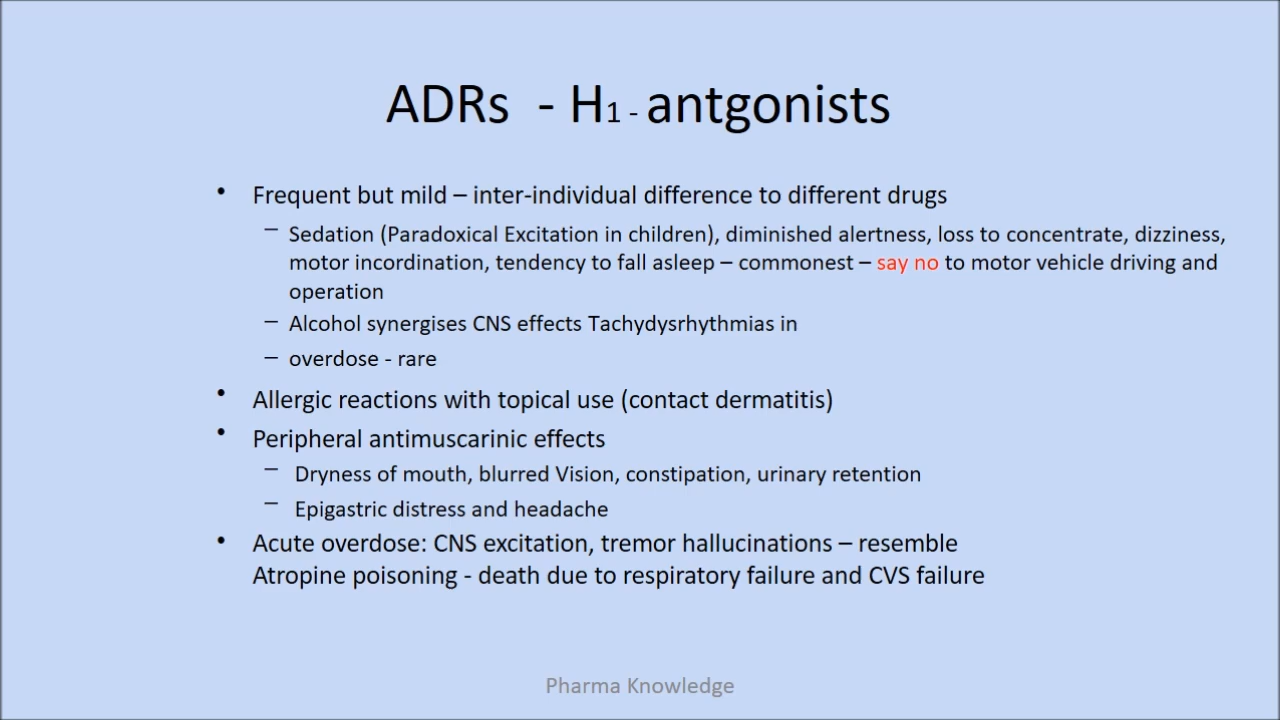 ADRs - H1 - antgonists
• Frequent but mild – inter-individual difference to different drugs
– Sedation (Paradoxical Excitation in children), diminished alertness, loss to concentrate, dizziness,
motor incordination, tendency to fall asleep – commonest – say no to motor vehicle driving and
operation
– Alcohol synergises CNS effects Tachydysrhythmias in
– overdose - rare
• Allergic reactions with topical use (contact dermatitis)
• Peripheral antimuscarinic effects
– Dryness of mouth, blurred Vision, constipation, urinary retention
– Epigastric distress and headache
• Acute overdose: CNS excitation, tremor hallucinations – resemble
Atropine poisoning - death due to respiratory failure and CVS failure
Pharma Knowledge